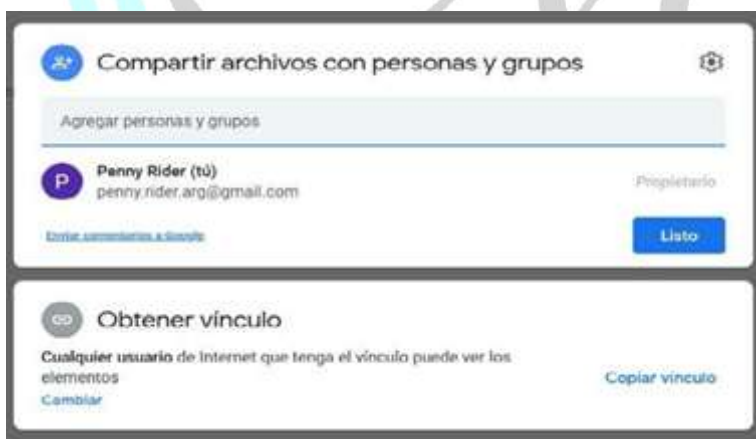 Compartir archivos con personas y grupos
Agregar personas y grupos
P
Penny Rider (tú)
penny.rider.arg@gmail.com
Propietario
Enviar comentarios a Google
Listo
Obtener vínculo
Cualquier usuario de Internet que tenga el vínculo puede ver los
elementos
Copiar vínculo
Cambiar